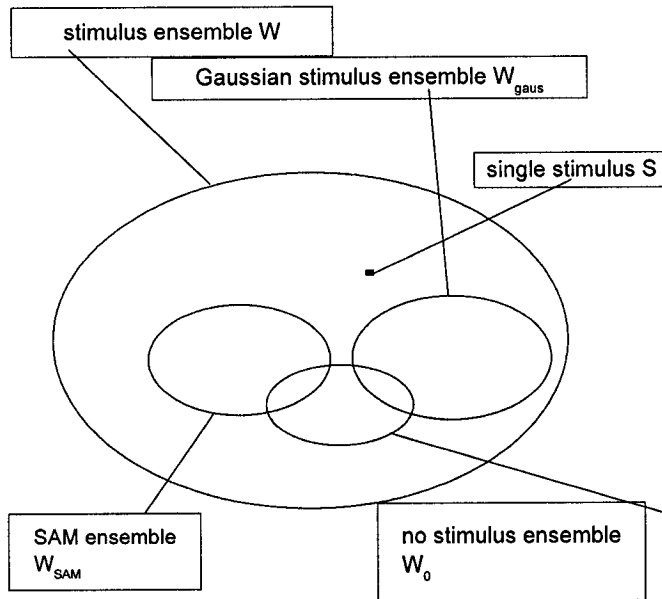 stimulus ensemble W
Gaussian stimulus ensemble W_gaus
single stimulus S
SAM ensemble
W_SAM
no stimulus ensemble
W_0